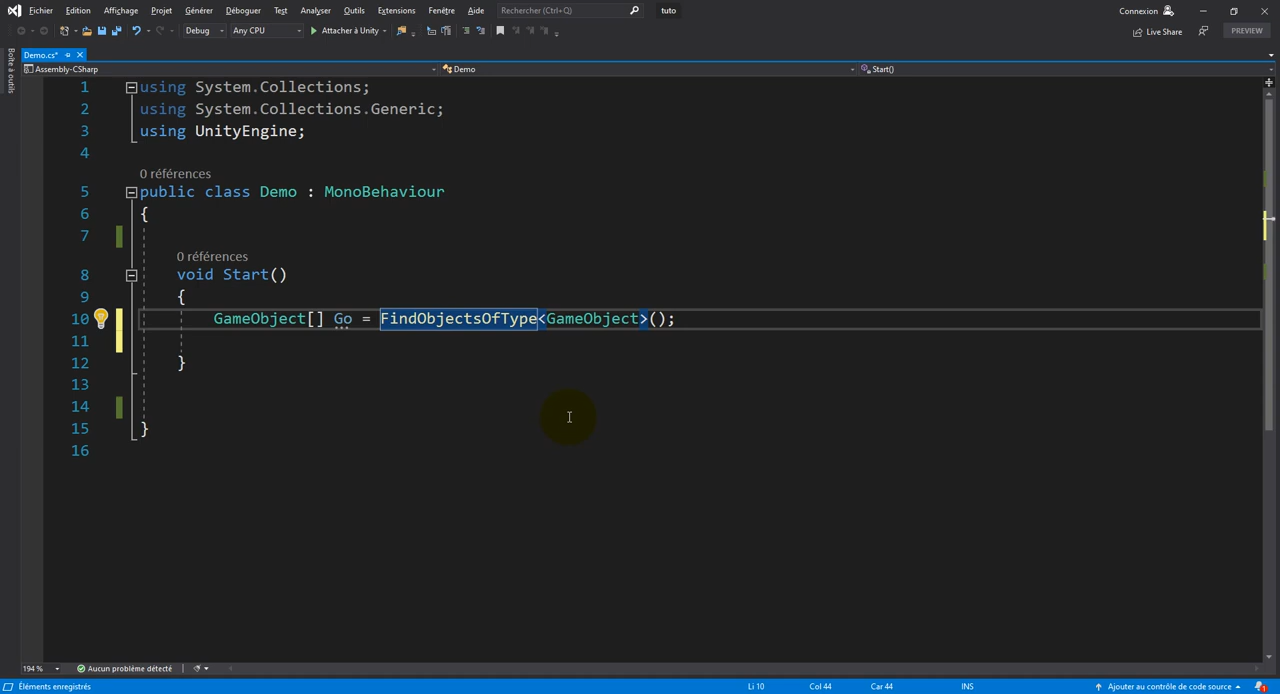 Fichier Edition Affichage Projet Générer Déboguer Test Analyser Outils Extensions Fenêtre Aide Rechercher (Ctrl+Q) tuto Connexion
Debug Any CPU Attacher à Unity Live Share PREVIEW
Boîte à outils
Demo.cs*
Assembly-CSharp Demo Start()
1 using System.Collections;
2 using System.Collections.Generic;
3 using UnityEngine;
4
0 références
5 public class Demo : MonoBehaviour
6 {
7
0 références
8 void Start()
9 {
10 GameObject[] Go = FindObjectsOfType<GameObject>();
11
12 }
13
14
15 }
16
194 % Aucun problème détecté
Éléments enregistrés Li 10 Col 44 Car 44 INS Ajouter au contrôle de code source 1